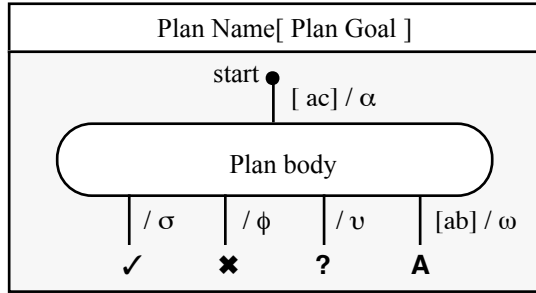 Plan Name[ Plan Goal ]
start
[ ac] / α
Plan body
/ σ / ϕ / υ [ab] / ω
✓ ✖ ? A